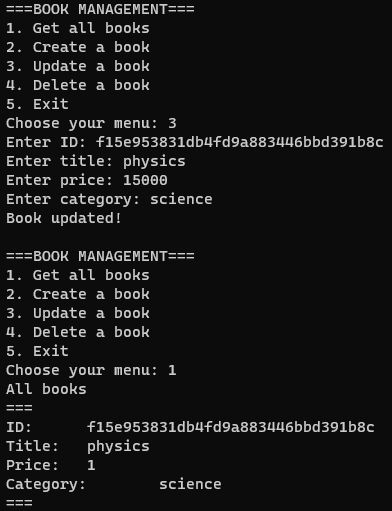 ===BOOK MANAGEMENT===
1. Get all books
2. Create a book
3. Update a book
4. Delete a book
5. Exit
Choose your menu: 3
Enter ID: f15e953831db4fd9a883446bbd391b8c
Enter title: physics
Enter price: 15000
Enter category: science
Book updated!

===BOOK MANAGEMENT===
1. Get all books
2. Create a book
3. Update a book
4. Delete a book
5. Exit
Choose your menu: 1
All books
===
ID:      f15e953831db4fd9a883446bbd391b8c
Title:   physics
Price:   1
Category:        science
===